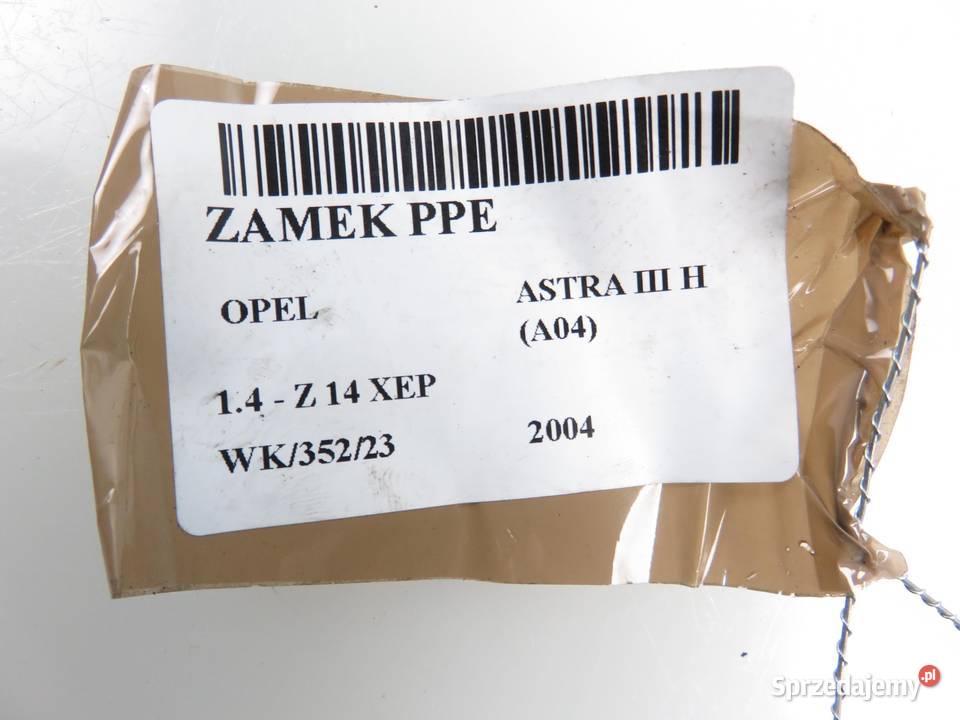 ZAMEK PPE
OPEL
ASTRA III H
(A04)
1.4 - Z 14 XEP
WK/352/23
2004
Sprzedajemy.pl